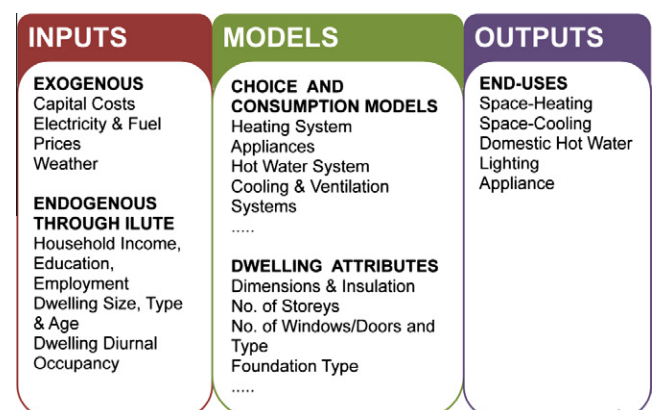 INPUTS
EXOGENOUS
Capital Costs
Electricity & Fuel
Prices
Weather
ENDOGENOUS
THROUGH ILUTE
Household Income,
Education,
Employment
Dwelling Size, Type
& Age
Dwelling Diurnal
Occupancy
MODELS
CHOICE AND
CONSUMPTION MODELS
Heating System
Appliances
Hot Water System
Cooling & Ventilation
Systems
.....
DWELLING ATTRIBUTES
Dimensions & Insulation
No. of Storeys
No. of Windows/Doors and
Type
Foundation Type
.....
OUTPUTS
END-USES
Space-Heating
Space-Cooling
Domestic Hot Water
Lighting
Appliance